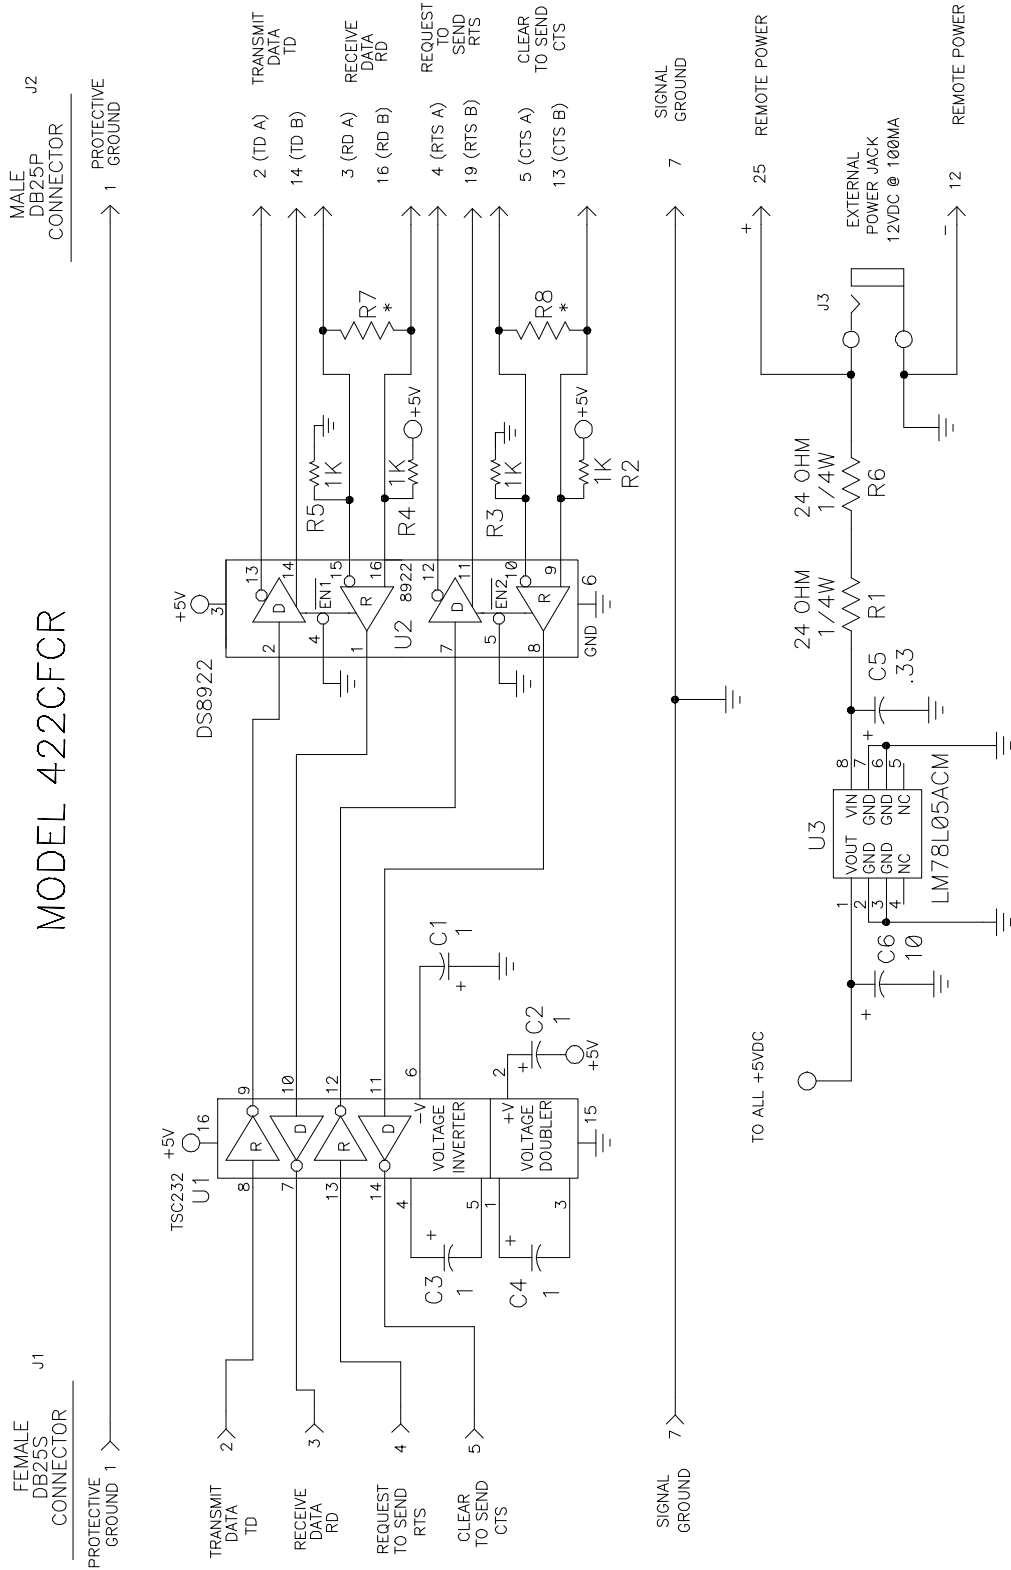 MODEL 422CFCR
FEMALE
DB25S
CONNECTOR
J1
MALE
DB25P
CONNECTOR
J2
PROTECTIVE
GROUND 1
1 PROTECTIVE
GROUND
TRANSMIT
DATA
TD
2
RECEIVE
DATA
RD
3
REQUEST
TO SEND
RTS
4
CLEAR
TO SEND
CTS
5
SIGNAL
GROUND
7
TSC232
U1
+5V
16
8
9
R
7
10
D
13
12
R
14
11
D
4
6
-V
VOLTAGE
INVERTER
5
1
2
+V
VOLTAGE
DOUBLER
3
15
C3
1
+
C4
1
+
C1
1
+
C2
1
+
+5V
DS8922
+5V
3
2
13
14
D
4
EN1
15
1
R
16
U2
8922
12
7
D
11
5
EN2
10
8
R
9
GND
6
R5
1K
R4
1K
+5V
R3
1K
R2
1K
+5V
R7
*
R8
*
2 (TD A)
14 (TD B)
TRANSMIT
DATA
TD
3 (RD A)
16 (RD B)
RECEIVE
DATA
RD
4 (RTS A)
19 (RTS B)
REQUEST
TO
SEND
RTS
5 (CTS A)
13 (CTS B)
CLEAR
TO SEND
CTS
7
SIGNAL
GROUND
TO ALL +5VDC
+
C6
10
U3
1 VOUT VIN 8
2 GND GND 7
3 GND GND 6
4 NC NC 5
LM78L05ACM
+
C5
.33
24 OHM
1/4W
R1
24 OHM
1/4W
R6
J3
EXTERNAL
POWER JACK
12VDC @ 100MA
+
25 REMOTE POWER
-
12 REMOTE POWER